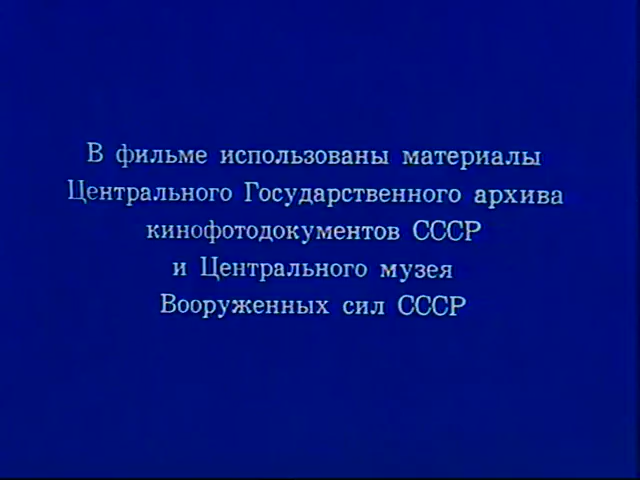 В фильме использованы материалы
Центрального Государственного архива
кинофотодокументов СССР
и Центрального музея
Вооруженных сил СССР